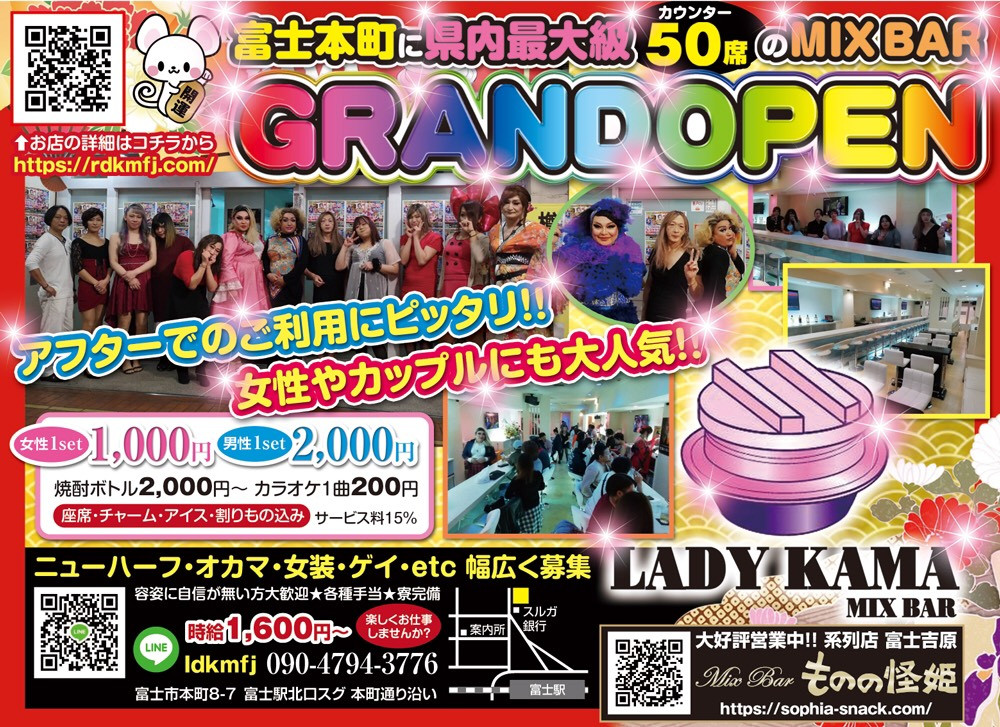 富士本町に県内最大級カウンター50席のMIX BAR
GRAND OPEN
開運
⬆お店の詳細はコチラから
https://rdkmfj.com/
アフターでのご利用にピッタリ!!
女性やカップルにも大人気!!
女性1set 1,000円 男性1set 2,000円
焼酎ボトル2,000円〜 カラオケ1曲200円
座席・チャーム・アイス・割りもの込み サービス料15%
ニューハーフ・オカマ・女装・ゲイ・etc 幅広く募集
容姿に自信が無い方大歓迎★各種手当★寮完備
時給1,600円〜
楽しくお仕事
しませんか?
LINE
LINE
ldkmfj 090-4794-3776
富士市本町8-7 富士駅北口スグ 本町通り沿い
スルガ
銀行
案内所
富士駅
LADY KAMA
MIX BAR
大好評営業中!! 系列店 富士吉原
Mix Bar ものの怪姫
https://sophia-snack.com/